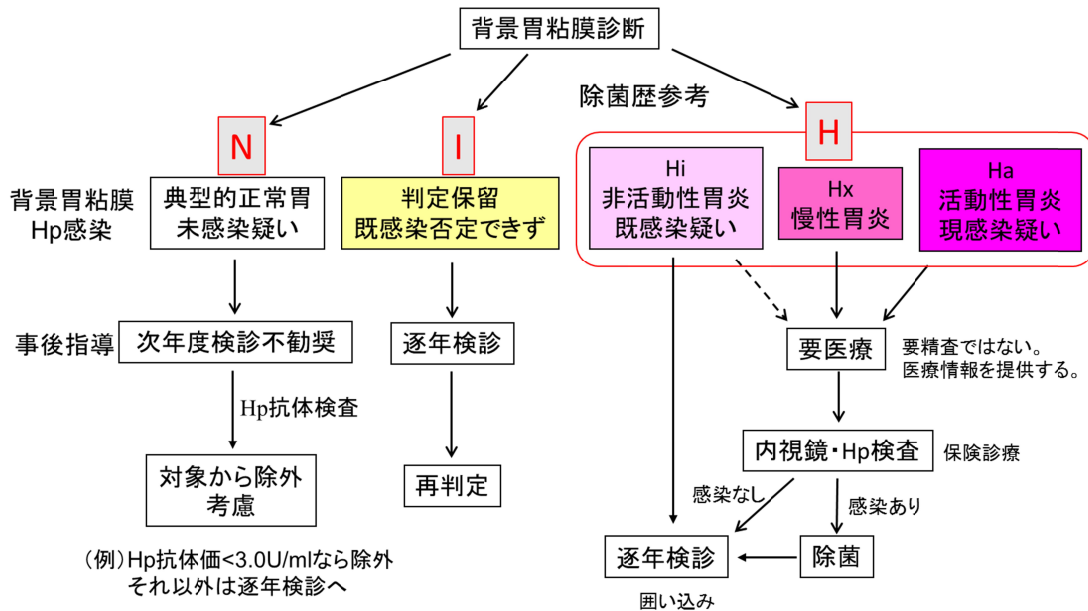 背景胃粘膜診断
除菌歴参考
N
I
H
背景胃粘膜
Hp感染
典型的正常胃
未感染疑い
判定保留
既感染否定できず
Hi
非活動性胃炎
既感染疑い
Hx
慢性胃炎
Ha
活動性胃炎
現感染疑い
事後指導
次年度検診不勧奨
逐年検診
要医療
要精査ではない。
医療情報を提供する。
Hp抗体検査
内視鏡・Hp検査
保険診療
対象から除外
考慮
再判定
感染なし
感染あり
逐年検診
除菌
(例)Hp抗体価<3.0U/mlなら除外
それ以外は逐年検診へ
囲い込み